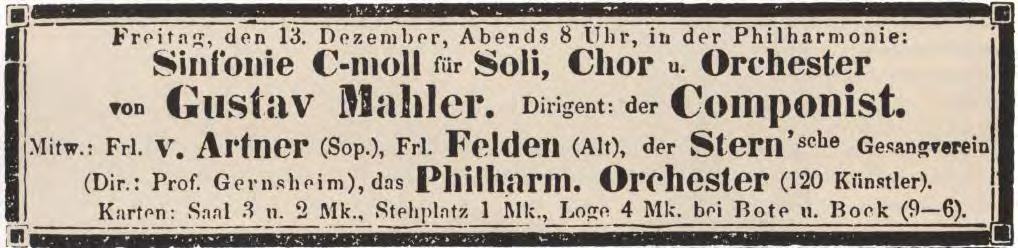 Freitag, den 13. Dezember, Abends 8 Uhr, in der Philharmonie:
Sinfonie C-moll für Soli, Chor u. Orchester
von Gustav Mahler. Dirigent: der Componist.
Mitw.: Frl. v. Artner (Sop.), Frl. Felden (Alt), der Stern'sche Gesangverein
(Dir.: Prof. Gernsheim), das Philharm. Orchester (120 Künstler).
Karten: Saal 3 u. 2 Mk., Stehplatz 1 Mk., Loge 4 Mk. bei Bote u. Bock (9—6).